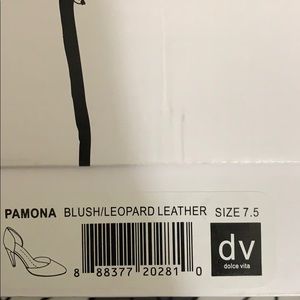 PAMONA BLUSH/LEOPARD LEATHER SIZE 7.5
dv
dolce vita
8 88377 20281 0